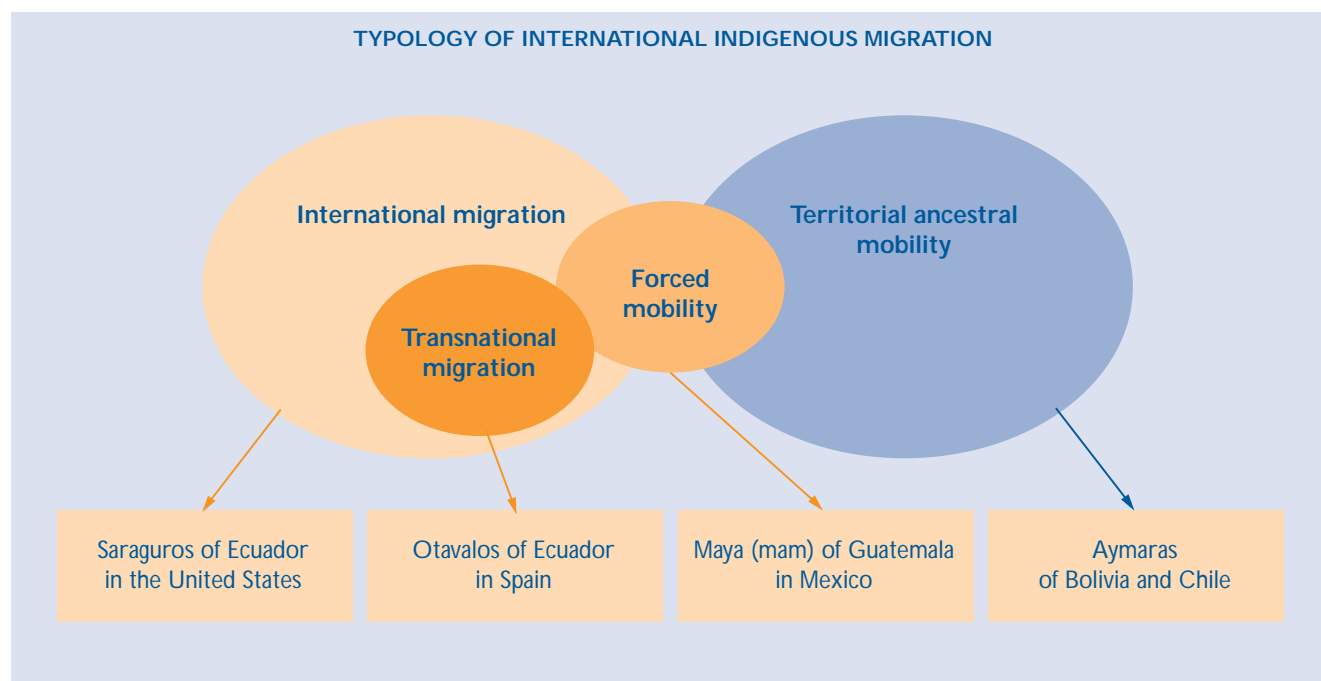 TYPOLOGY OF INTERNATIONAL INDIGENOUS MIGRATION
International migration
Territorial ancestral
mobility
Forced
mobility
Transnational
migration
Saraguros of Ecuador
in the United States
Otavalos of Ecuador
in Spain
Maya (mam) of Guatemala
in Mexico
Aymaras
of Bolivia and Chile